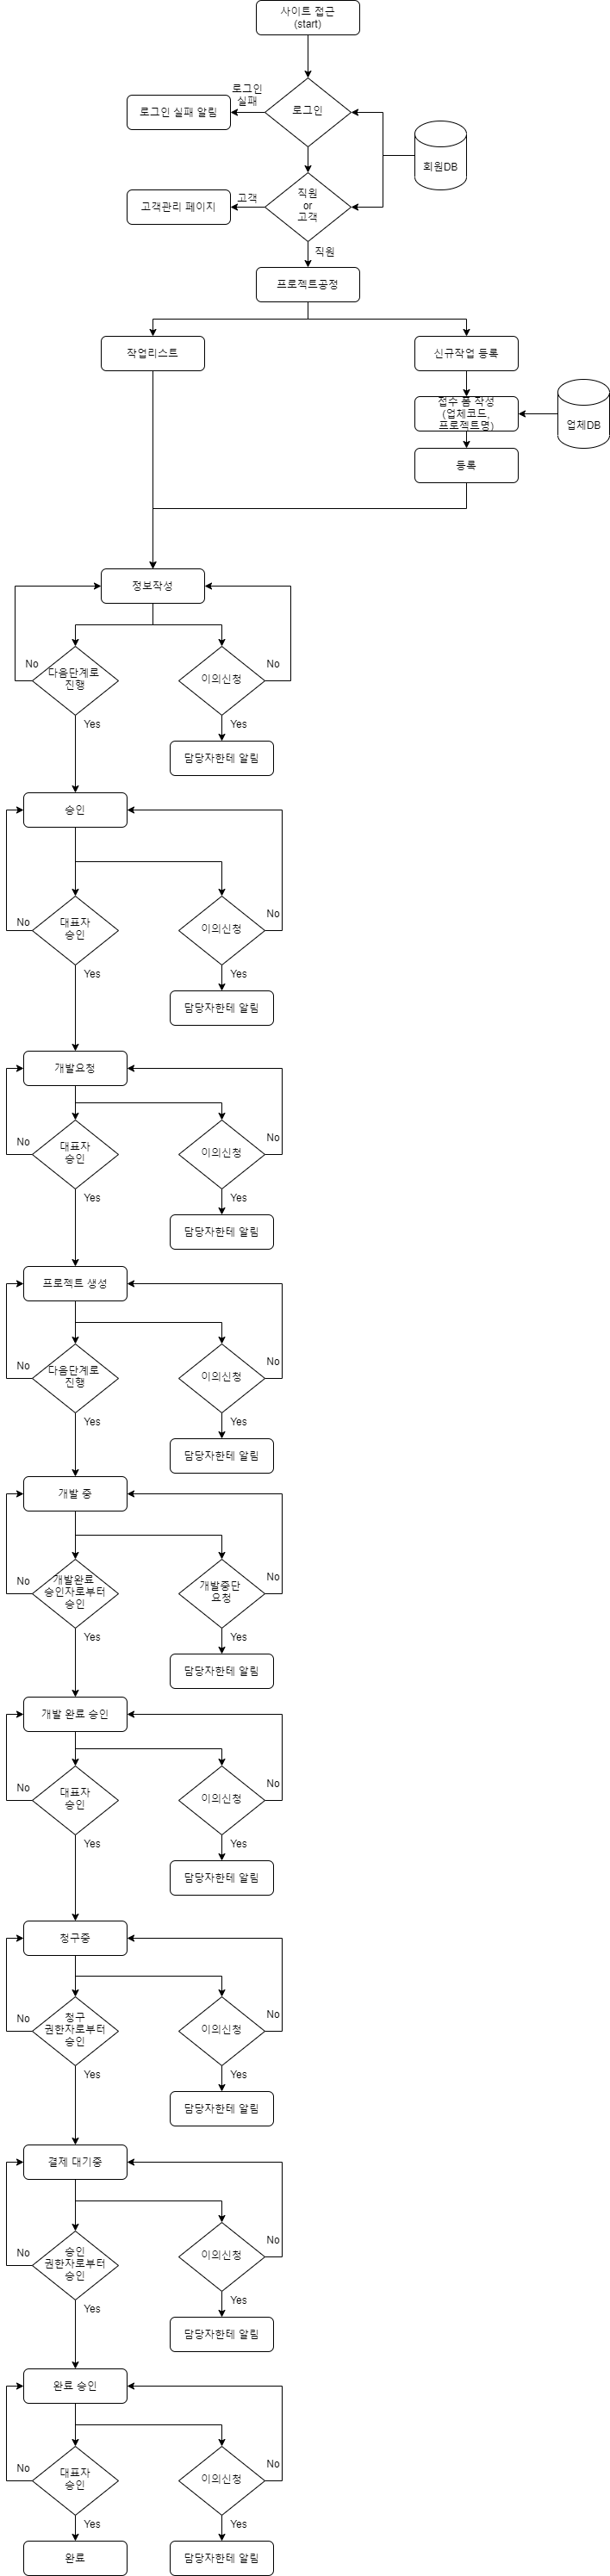 사이트 접근
(start)
로그인
실패
로그인 실패 알림
로그인
회원DB
고객
고객관리 페이지
직원
or
고객
직원
프로젝트공정
작업리스트
신규작업 등록
접수 폼 작성
(업체코드,
프로젝트명)
업체DB
등록
정보작성
No
다음단계로
진행
이의신청
No
Yes
Yes
담당자한테 알림
승인
No
대표자
승인
이의신청
No
Yes
Yes
담당자한테 알림
개발요청
No
대표자
승인
이의신청
No
Yes
Yes
담당자한테 알림
프로젝트 생성
No
다음단계로
진행
이의신청
No
Yes
Yes
담당자한테 알림
개발 중
No
개발완료
승인자로부터
승인
개발중단
요청
No
Yes
Yes
담당자한테 알림
개발 완료 승인
No
대표자
승인
이의신청
No
Yes
Yes
담당자한테 알림
청구중
No
청구
권한자로부터
승인
이의신청
No
Yes
Yes
담당자한테 알림
결제 대기중
No
승인
권한자로부터
승인
이의신청
No
Yes
Yes
담당자한테 알림
완료 승인
No
대표자
승인
이의신청
No
Yes
Yes
완료
담당자한테 알림